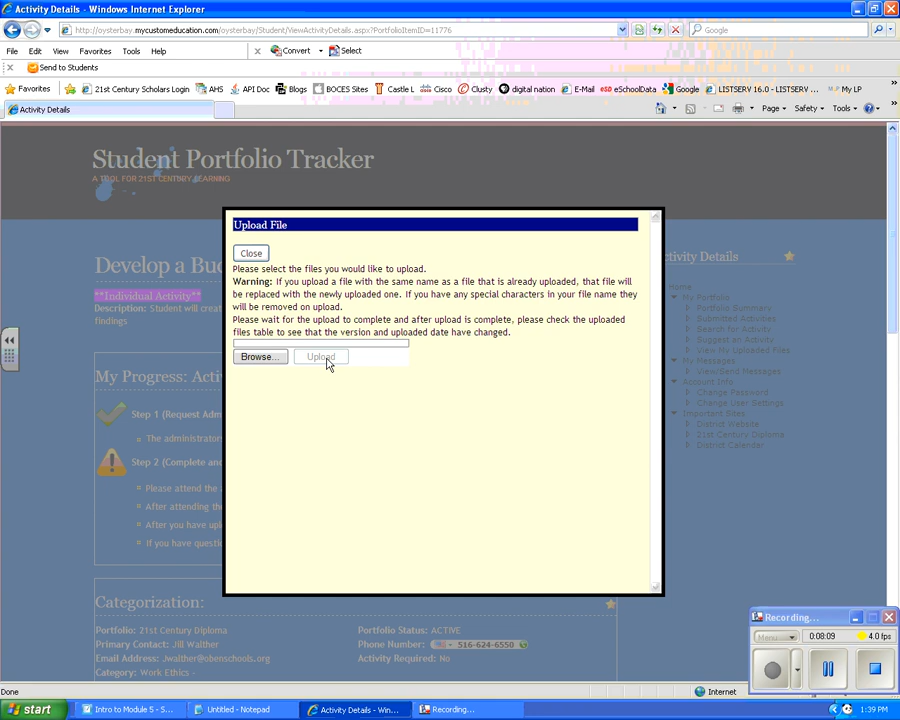 Activity Details - Windows Internet Explorer
http://oysterbay.mycustomeducation.com/oysterbay/Student/ViewActivityDetails.aspx?PortfolioItemID=11776
Google
File Edit View Favorites Tools Help
Convert Select
Send to Students
Favorites 21st Century Scholars Login AHS API Doc Blogs BOCES Sites Castle L Cisco Clusty digital nation E-Mail eSchoolData Google LISTSERV 16.0 - LISTSERV ... My LP
Activity Details
Page Safety Tools
Student Portfolio Tracker
A TOOL FOR 21ST CENTURY LEARNING
Upload File
Close
Please select the files you would like to upload.
Warning: If you upload a file with the same name as a file that is already uploaded, that file will
be replaced with the newly uploaded one. If you have any special characters in your file name they
will be removed on upload.
Please wait for the upload to complete and after upload is complete, please check the uploaded
files table to see that the version and uploaded date have changed.
Browse... Upload
Develop a Bu
**Individual Activity**
Description: Student will creat
findings
My Progress: Acti
Step 1 (Request Adm
The administrator
Step 2 (Complete an
Please attend the
After attending the
After you have upl
If you have questi
ctivity Details
Home
My Portfolio
Portfolio Summary
Submitted Activities
Search for Activity
Suggest an Activity
View My Uploaded Files
My Messages
View/Send Messages
Account Info
Change Password
Change User Settings
Important Sites
District Website
21st Century Diploma
District Calendar
Categorization:
Portfolio: 21st Century Diploma Portfolio Status: ACTIVE
Primary Contact: Jill Walther Phone Number: 516-624-6550
Email Address: Jwalther@obenschools.org Activity Required: No
Category: Work Ethics -
Recording...
Menu 0:08:09 4.0 fps
Done Internet
start Intro to Module 5 - S... Untitled - Notepad Activity Details - Win... Recording... 1:39 PM